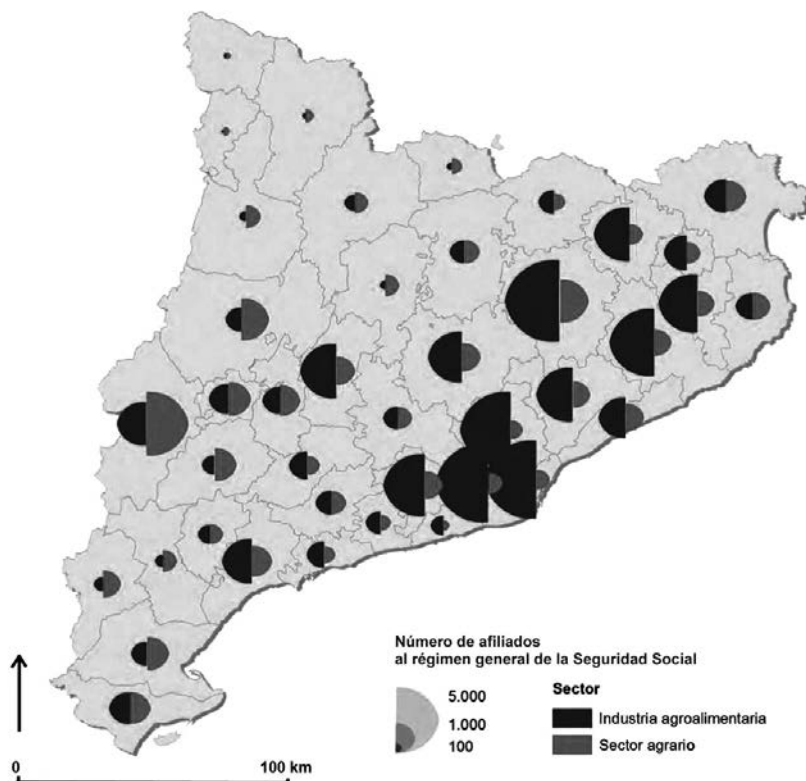 Número de afiliados
al régimen general de la Seguridad Social
5.000
1.000
100
Sector
Industria agroalimentaria
Sector agrario
0 100 km